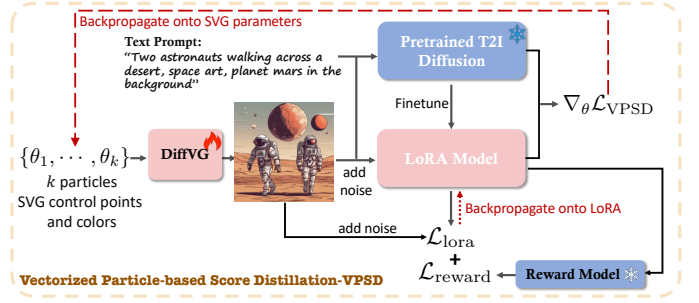 Backpropagate onto SVG parameters
Text Prompt:
“Two astronauts walking across a
desert, space art, planet mars in the
background”
Pretrained T2I
Diffusion
Finetune
∇θℒVPSD
{θ1, ⋯ , θk}
DiffVG
LoRA Model
k particles
SVG control points
and colors
add
noise
Backpropagate onto LoRA
add noise
ℒlora
+
ℒreward
Reward Model
Vectorized Particle-based Score Distillation-VPSD